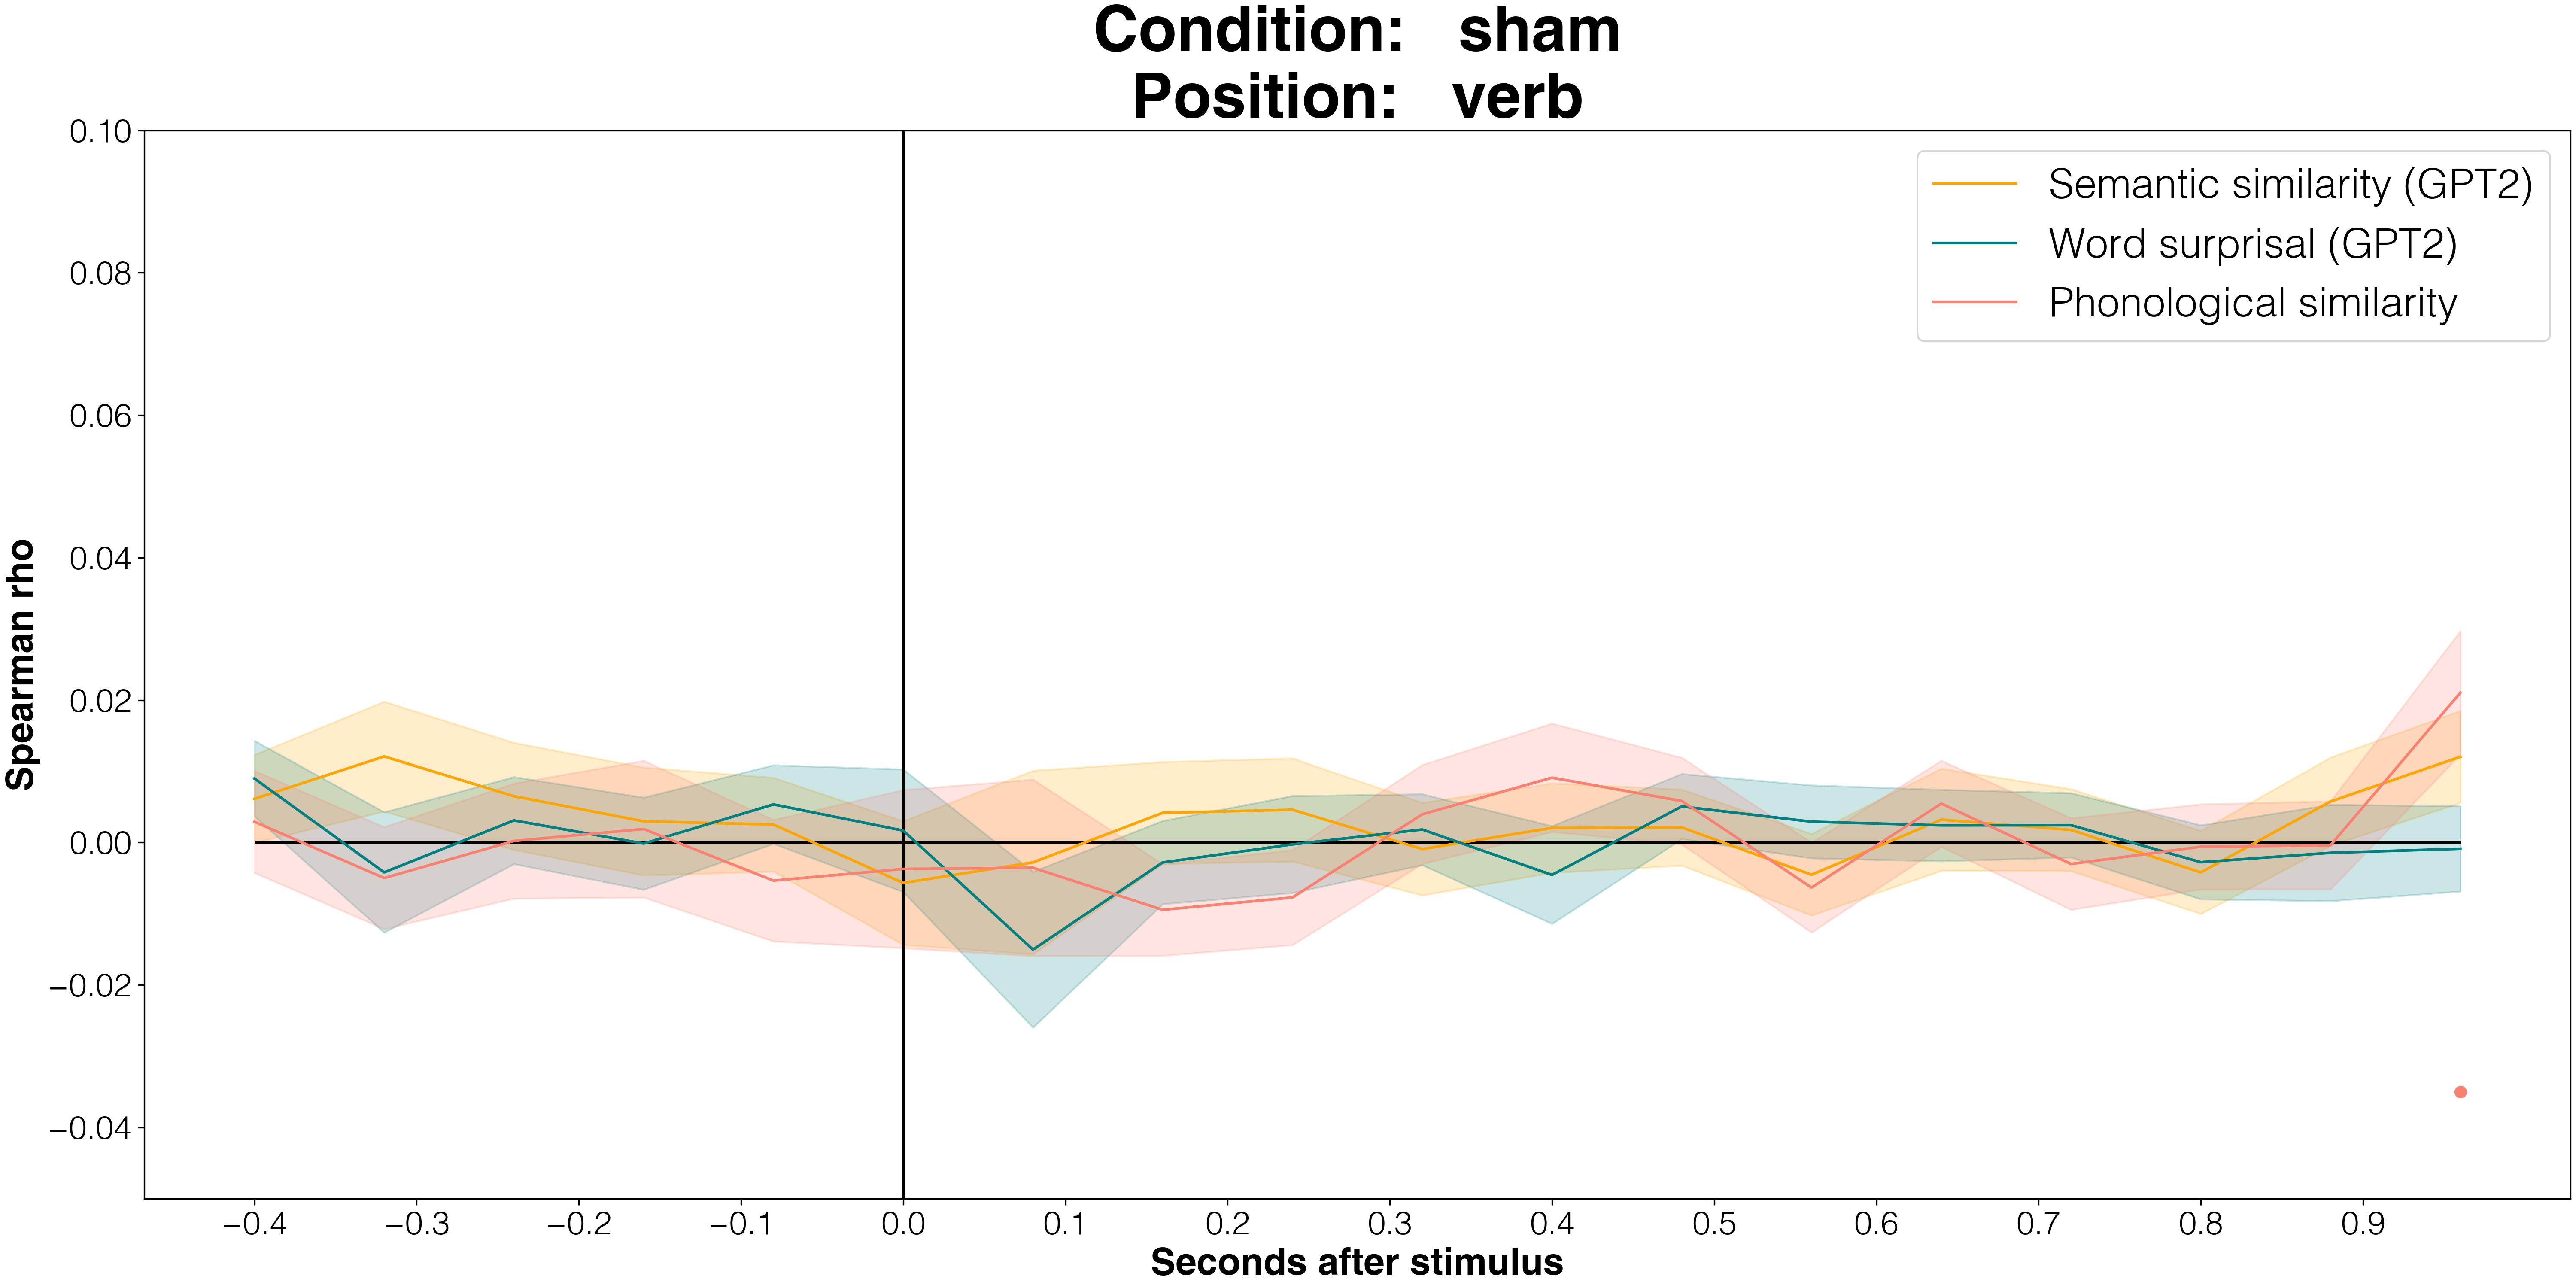 Condition:   sham
Position:   verb
0.10
0.08
0.06
0.04
0.02
0.00
−0.02
−0.04
Spearman rho
Semantic similarity (GPT2)
Word surprisal (GPT2)
Phonological similarity
−0.4 −0.3 −0.2 −0.1 0.0 0.1 0.2 0.3 0.4 0.5 0.6 0.7 0.8 0.9
Seconds after stimulus